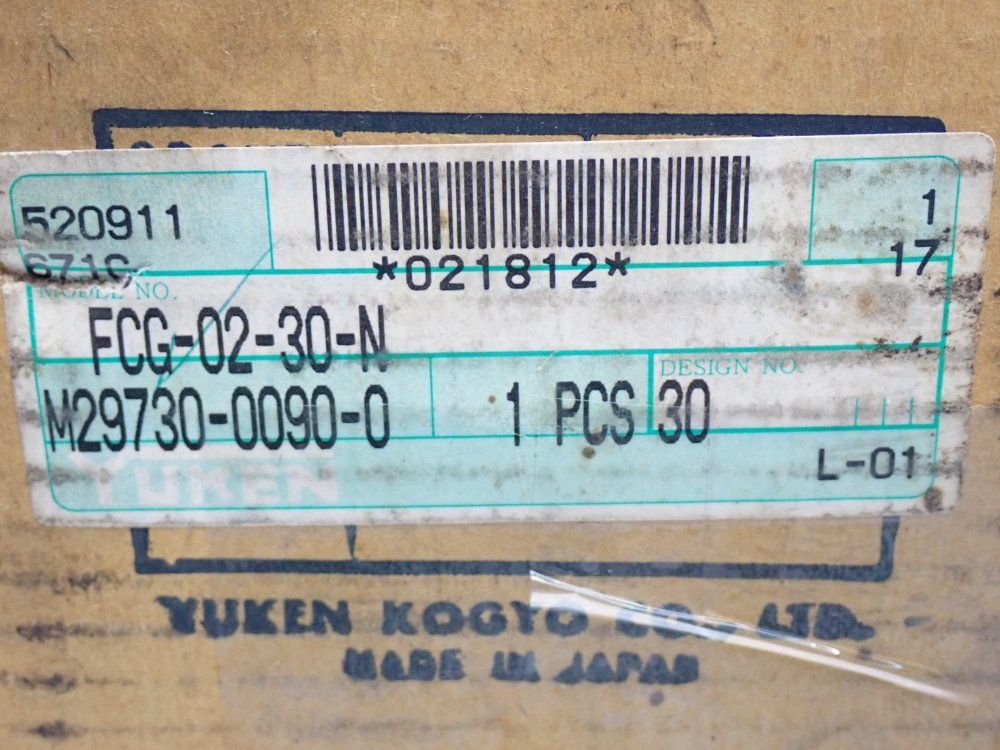 520911
671C
*021812*
1
17
MODEL NO.
FCG-02-30-N
M29730-0090-0
1 PCS
DESIGN NO.
30
L-01
YUKEN
YUKEN KOGYO CO., LTD.
MADE IN JAPAN